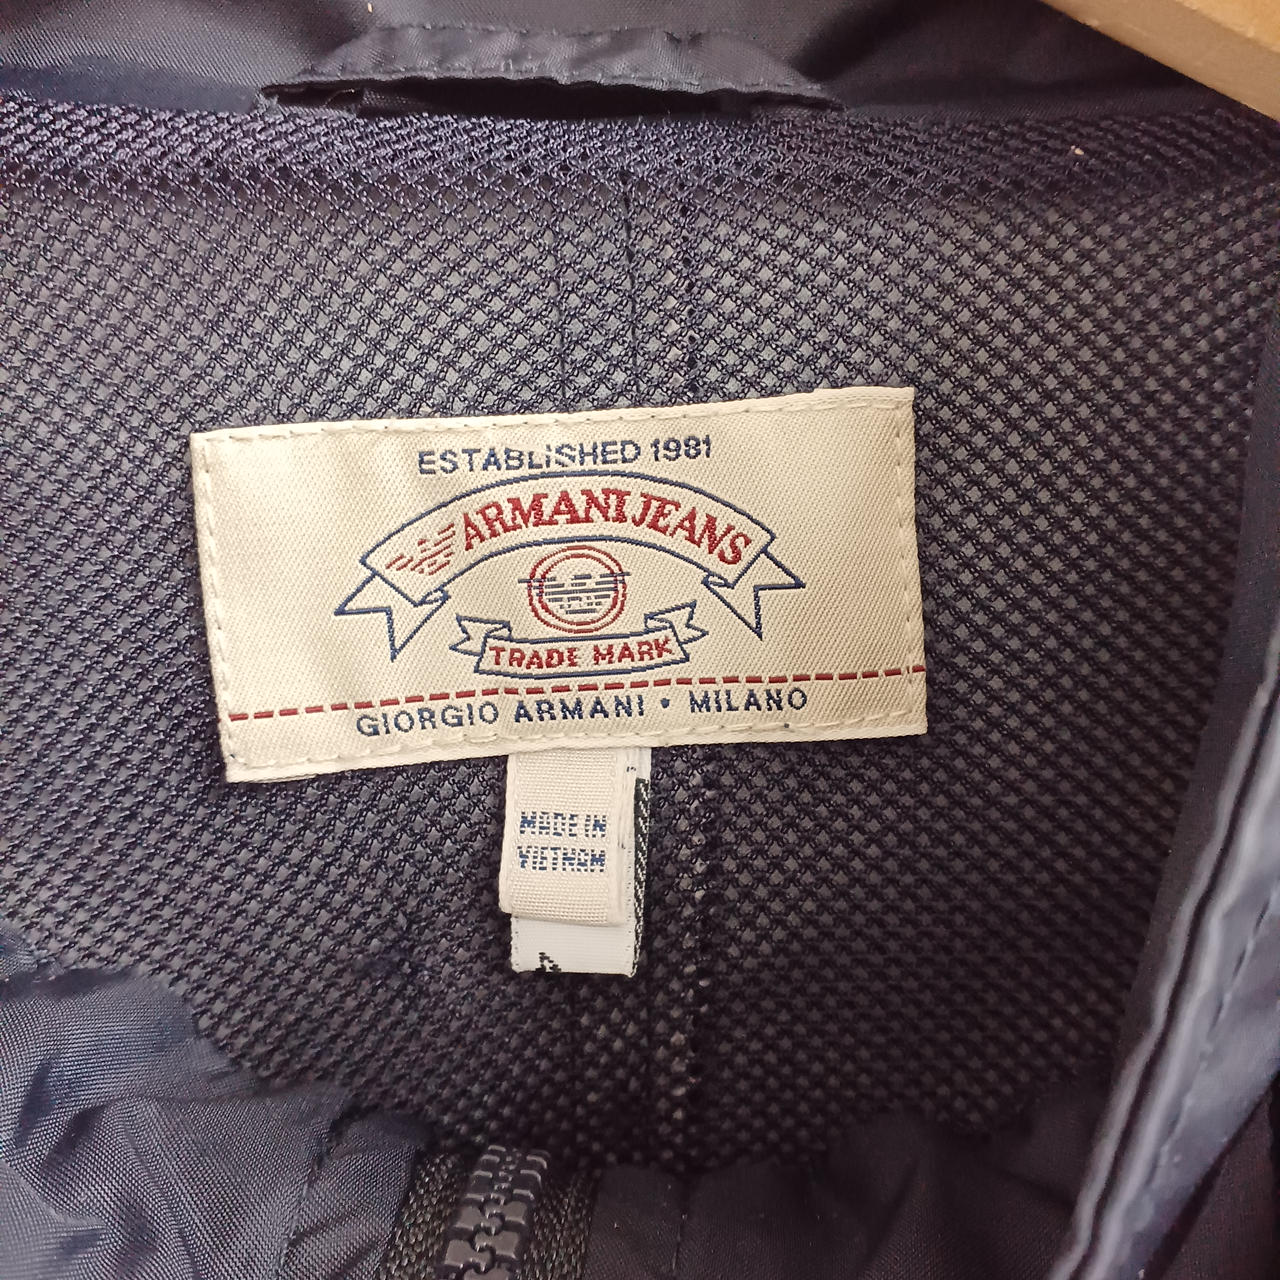 ESTABLISHED 1981
ARMANI JEANS
TRADE MARK
GIORGIO ARMANI • MILANO
MADE IN
VIETNAM